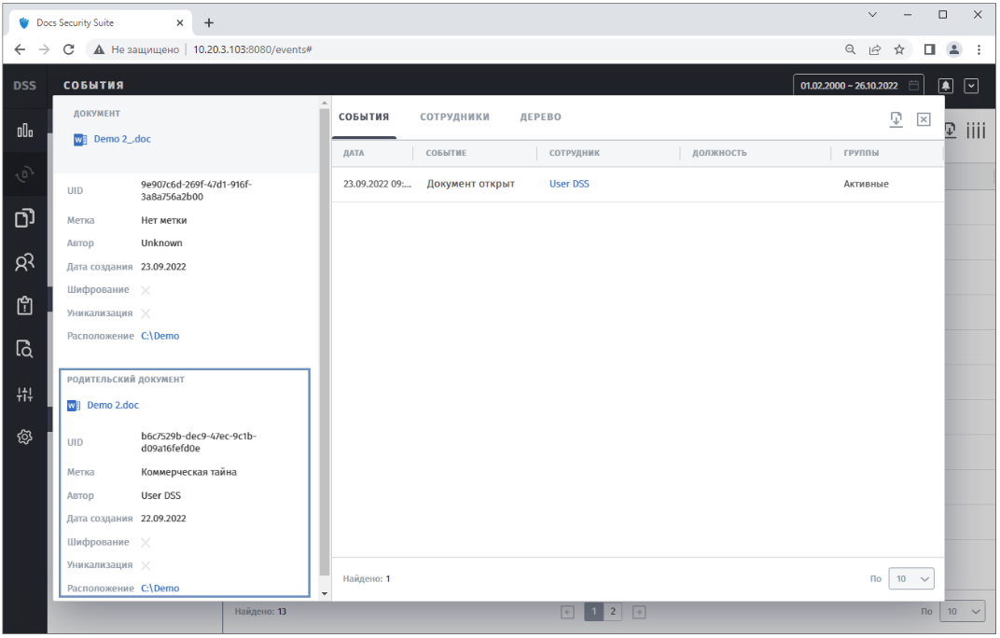 Docs Security Suite
Не защищено
10.20.3.103:8080/events#
DSS
СОБЫТИЯ
01.02.2000 ~ 26.10.2022
ДОКУМЕНТ
Demo 2_.doc
UID 9e907c6d-269f-47d1-916f-
3a8a756a2b00
Метка Нет метки
Автор Unknown
Дата создания 23.09.2022
Шифрование
Уникализация
Расположение C:\Demo
РОДИТЕЛЬСКИЙ ДОКУМЕНТ
Demo 2.doc
UID b6c7529b-dec9-47ec-9c1b-
d09a16fefd0e
Метка Коммерческая тайна
Автор User DSS
Дата создания 22.09.2022
Шифрование
Уникализация
Расположение C:\Demo
СОБЫТИЯ СОТРУДНИКИ ДЕРЕВО
ДАТА СОБЫТИЕ СОТРУДНИК ДОЛЖНОСТЬ ГРУППЫ
23.09.2022 09:... Документ открыт User DSS Активные
Найдено: 1
По 10
Найдено: 13
1 2
По 10